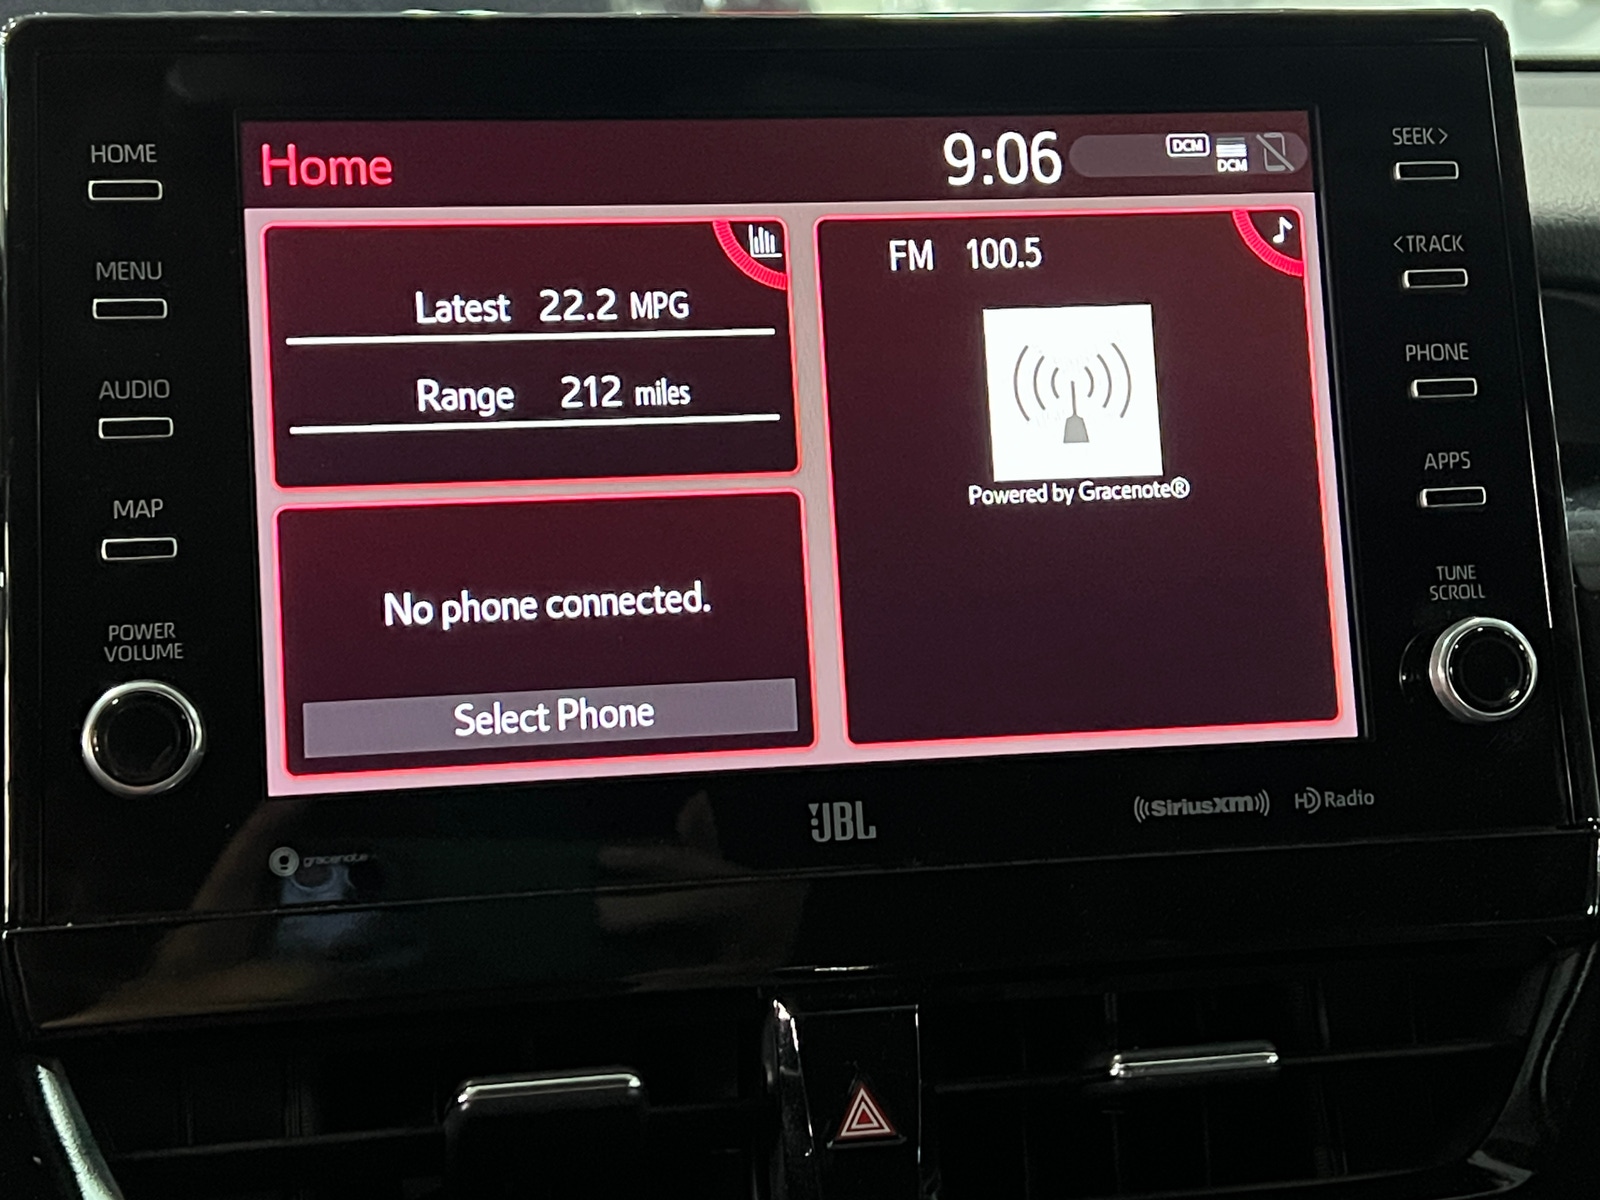 HOME
MENU
AUDIO
MAP
POWER
VOLUME
Home
9:06
DCM
DCM
Latest 22.2 MPG
Range 212 miles
No phone connected.
Select Phone
FM 100.5
Powered by Gracenote®
SEEK>
<TRACK
PHONE
APPS
TUNE
SCROLL
gracenote
JBL
SiriusXM
HD Radio